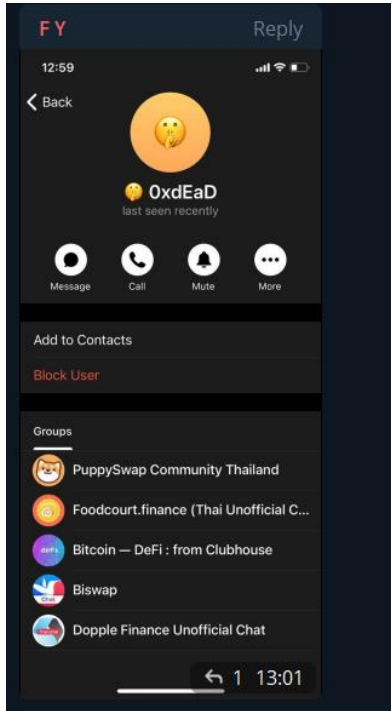 F Y Reply
12:59
Back
🤫 0xdEaD
last seen recently
Message Call Mute More
Add to Contacts
Block User
Groups
PuppySwap Community Thailand
Foodcourt.finance (Thai Unofficial C...
defi.
Bitcoin — DeFi : from Clubhouse
Biswap
Chat
Dopple Finance Unofficial Chat
1 13:01